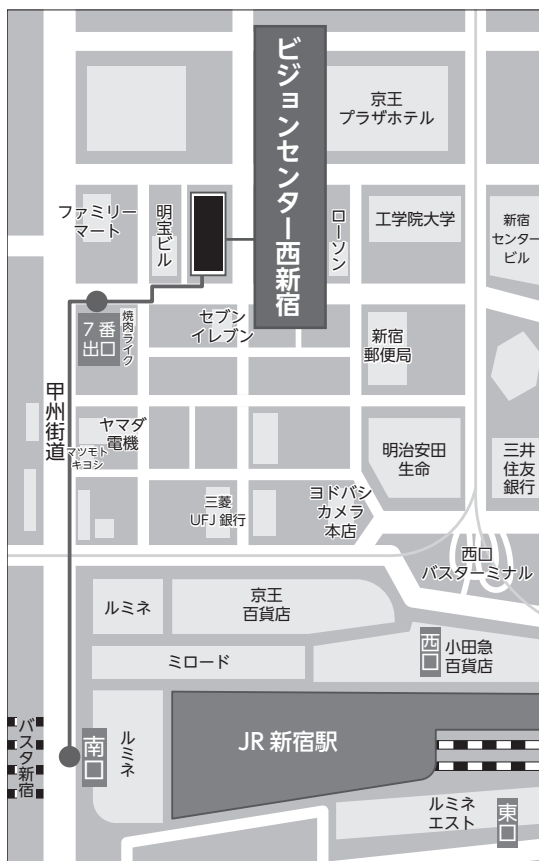 ビジョンセンター西新宿
京王
プラザホテル
ファミリー
マート
明宝ビル
ローソン
工学院大学
新宿
センター
ビル
7番
出口
焼肉ライク
セブン
イレブン
新宿
郵便局
甲州街道
ヤマダ
電機
マツモト
キヨシ
明治安田
生命
三井
住友
銀行
三菱
UFJ 銀行
ヨドバシ
カメラ
本店
西口
バスターミナル
ルミネ
京王
百貨店
ミロード
西口
小田急
百貨店
バスタ新宿
南口
ルミネ
JR 新宿駅
ルミネ
エスト
東口